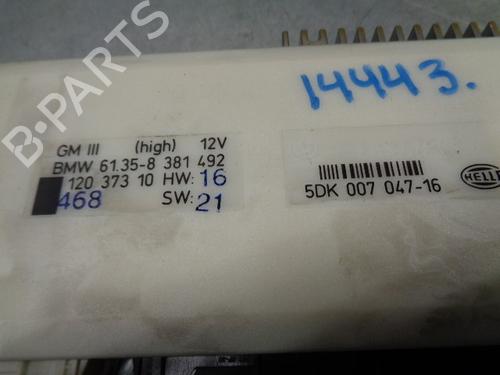 14443.
GM III (high) 12V
BMW 61.35-8 381 492
120 373 10 HW: 16
468 SW: 21
5DK 007 047-16
B-PARTS